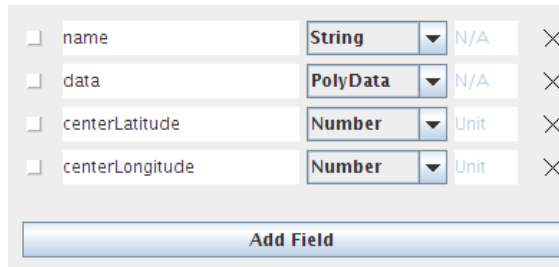 name String N/A
data PolyData N/A
centerLatitude Number Unit
centerLongitude Number Unit
Add Field